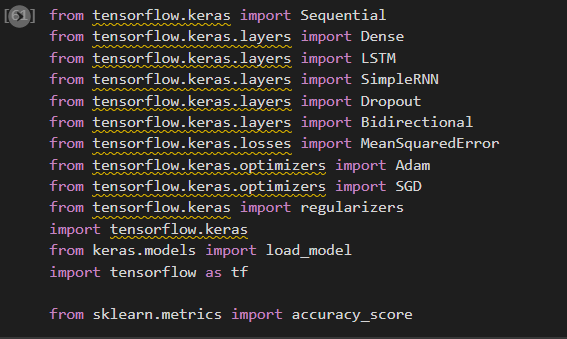 [61] from tensorflow.keras import Sequential
from tensorflow.keras.layers import Dense
from tensorflow.keras.layers import LSTM
from tensorflow.keras.layers import SimpleRNN
from tensorflow.keras.layers import Dropout
from tensorflow.keras.layers import Bidirectional
from tensorflow.keras.losses import MeanSquaredError
from tensorflow.keras.optimizers import Adam
from tensorflow.keras.optimizers import SGD
from tensorflow.keras import regularizers
import tensorflow.keras
from keras.models import load_model
import tensorflow as tf
from sklearn.metrics import accuracy_score